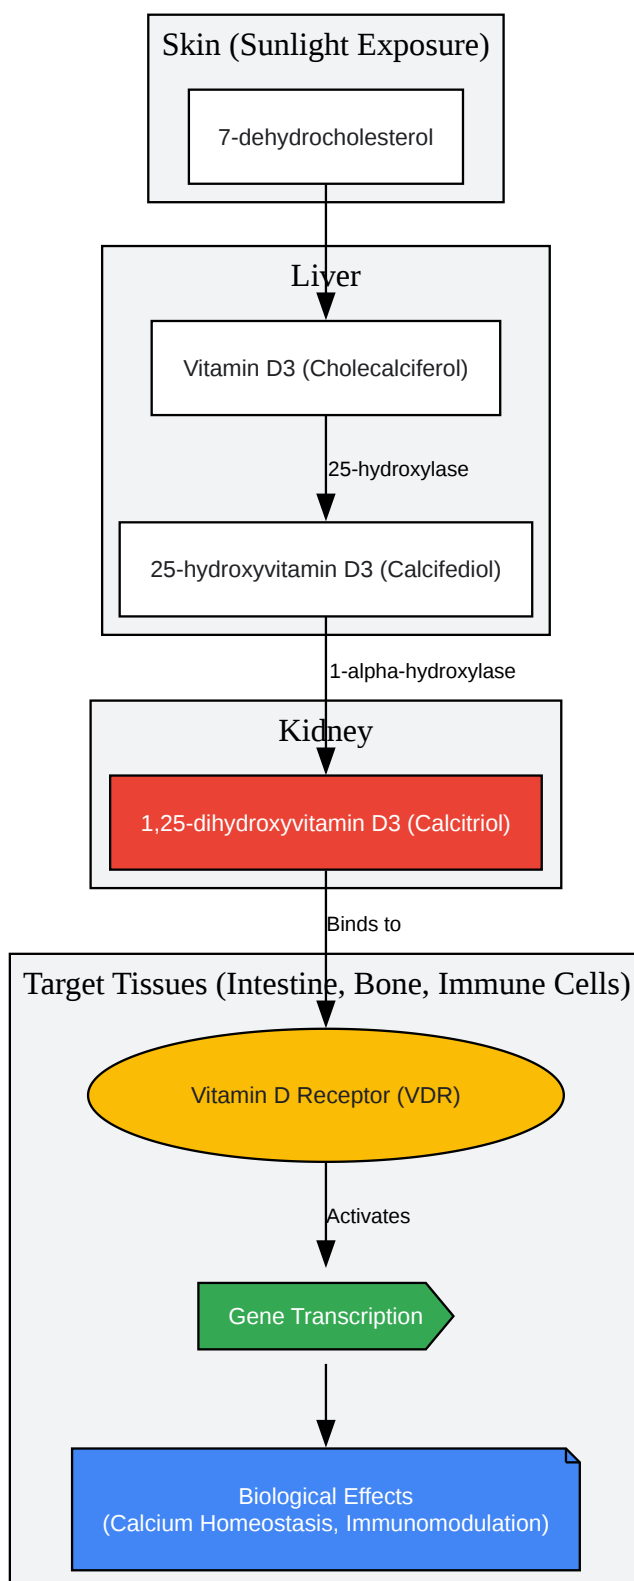 Skin (Sunlight Exposure)
7-dehydrocholesterol
Liver
Vitamin D3 (Cholecalciferol)
25-hydroxylase
25-hydroxyvitamin D3 (Calcifediol)
1-alpha-hydroxylase
Kidney
1,25-dihydroxyvitamin D3 (Calcitriol)
Binds to
Target Tissues (Intestine, Bone, Immune Cells)
Vitamin D Receptor (VDR)
Activates
Gene Transcription
Biological Effects
(Calcium Homeostasis, Immunomodulation)